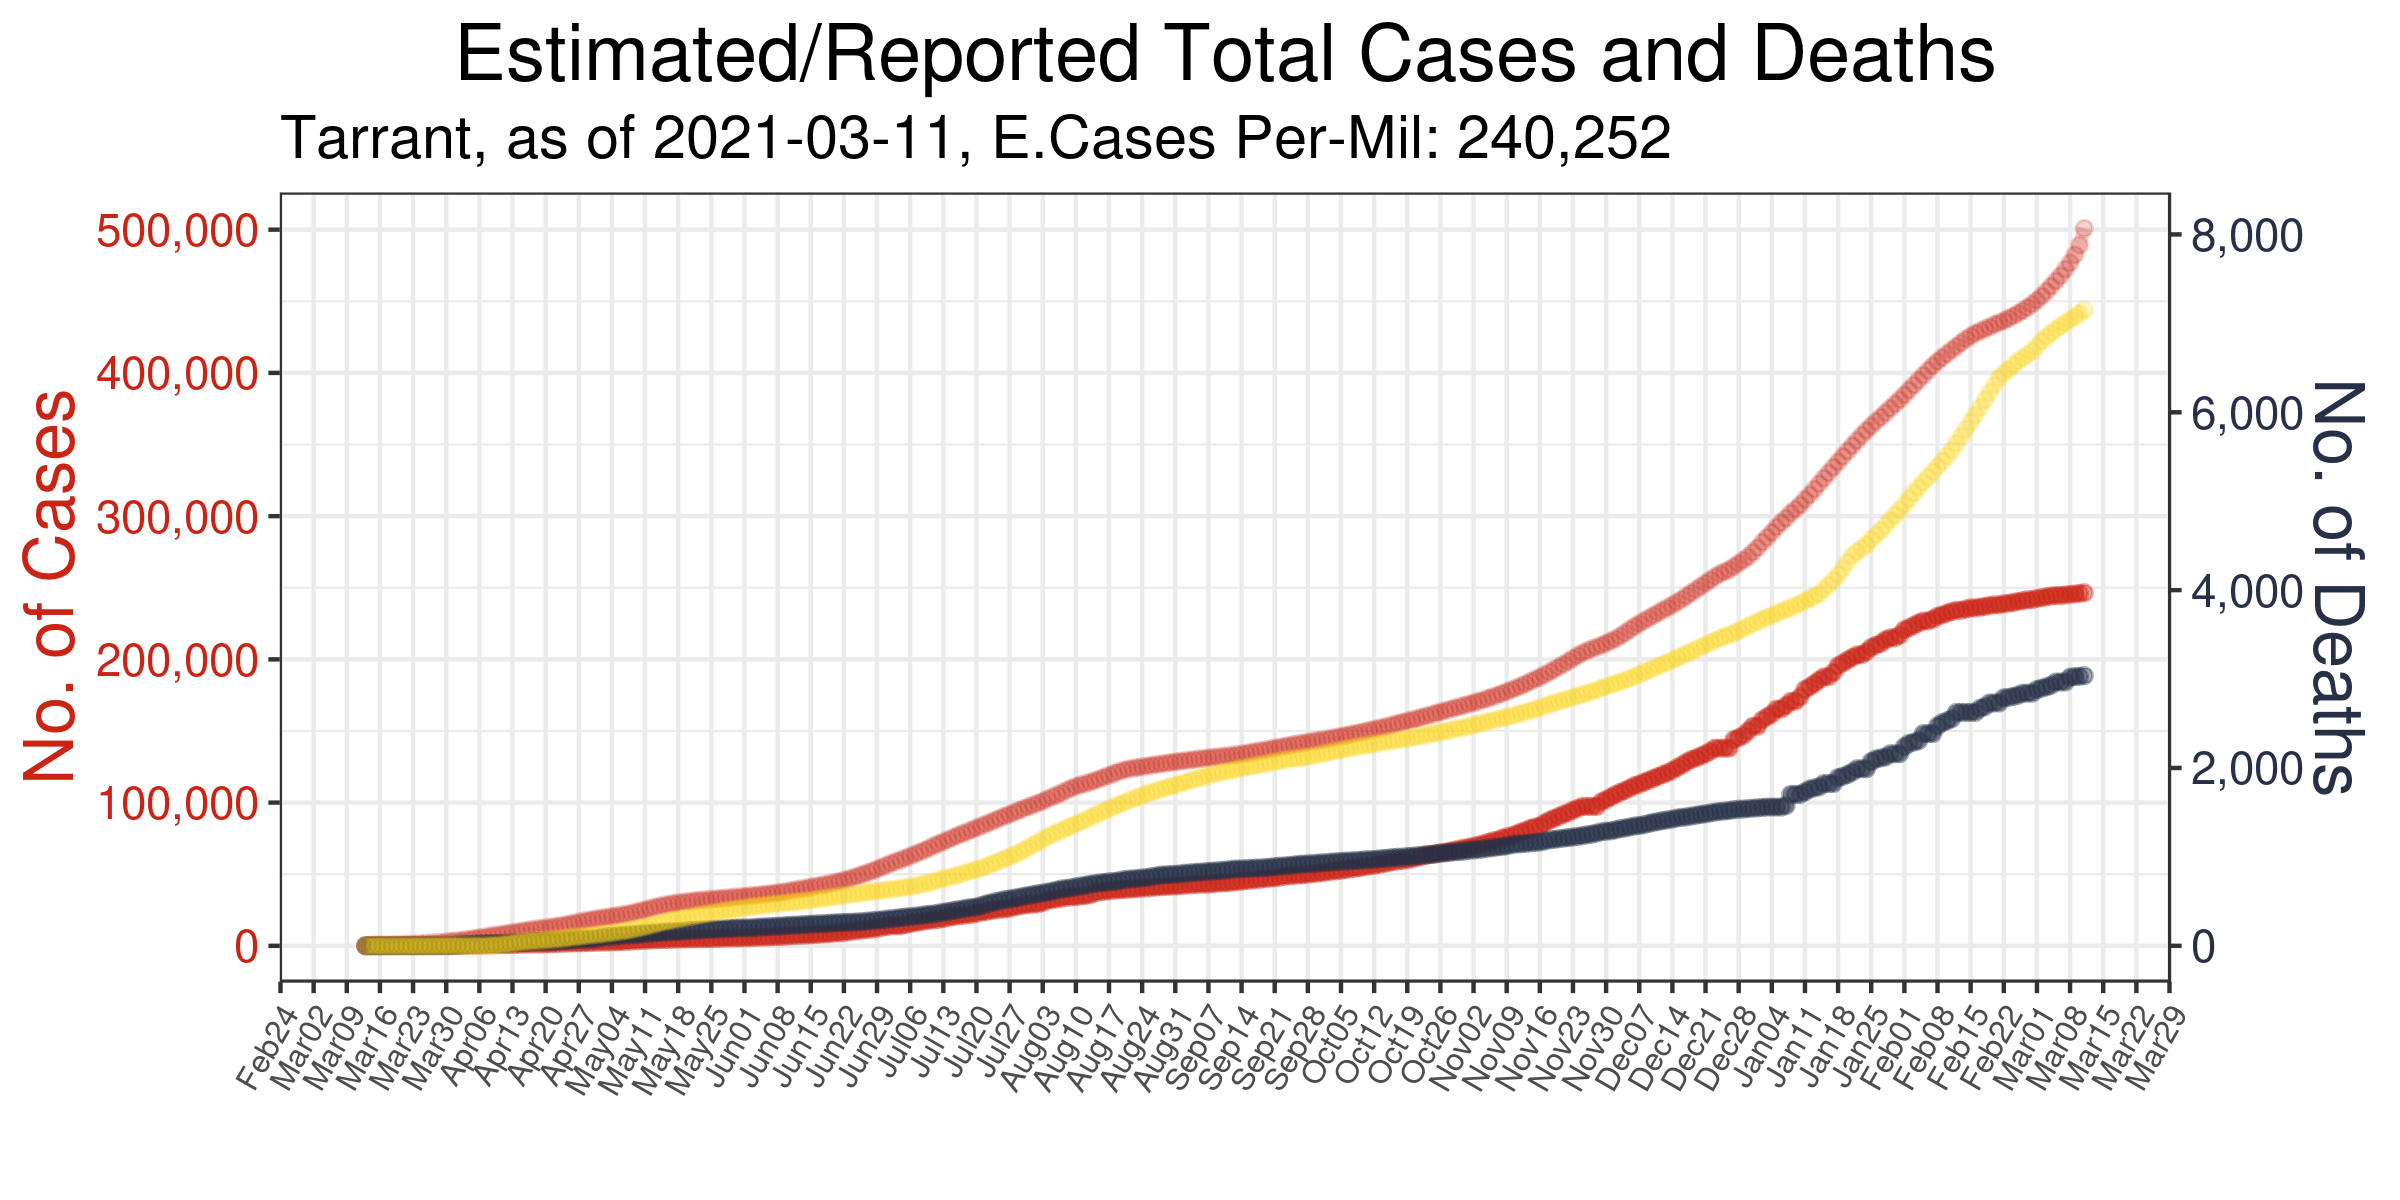 Estimated/Reported Total Cases and Deaths
Tarrant, as of 2021-03-11, E.Cases Per-Mil: 240,252
No. of Cases
500,000
400,000
300,000
200,000
100,000
0
8,000
6,000
4,000
2,000
0
No. of Deaths
Feb24
Mar02
Mar09
Mar16
Mar23
Mar30
Apr06
Apr13
Apr20
Apr27
May04
May11
May18
May25
Jun01
Jun08
Jun15
Jun22
Jun29
Jul06
Jul13
Jul20
Jul27
Aug03
Aug10
Aug17
Aug24
Aug31
Sep07
Sep14
Sep21
Sep28
Oct05
Oct12
Oct19
Oct26
Nov02
Nov09
Nov16
Nov23
Nov30
Dec07
Dec14
Dec21
Dec28
Jan04
Jan11
Jan18
Jan25
Feb01
Feb08
Feb15
Feb22
Mar01
Mar08
Mar15
Mar22
Mar29